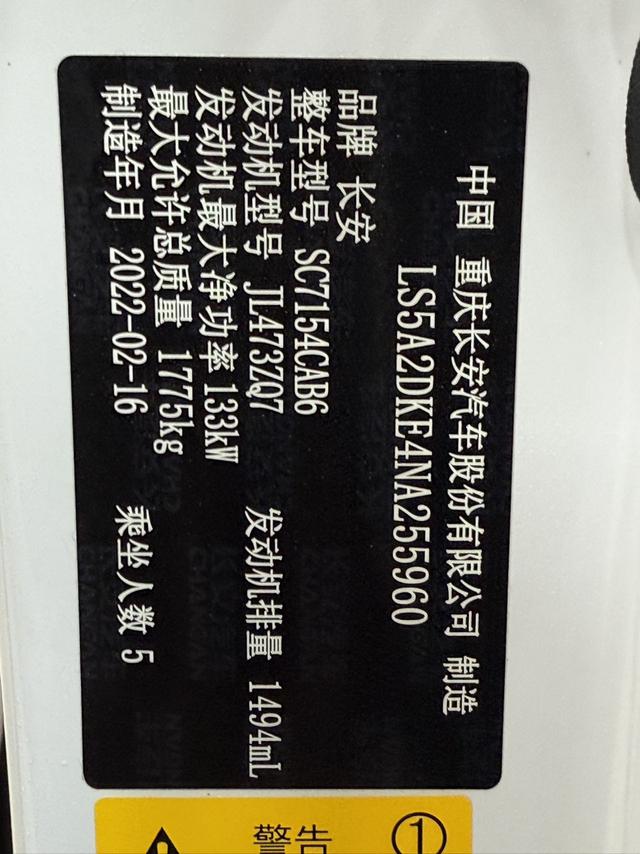 中国 重庆长安汽车股份有限公司 制造
LS5A2DKE4NA255960
品牌 长安
整车型号 SC7154CAB6
发动机型号 JL473ZQ7 发动机排量 1494mL
发动机最大净功率 133kW
最大允许总质量 1775kg
制造年月 2022-02-16 乘坐人数 5
警告 ①